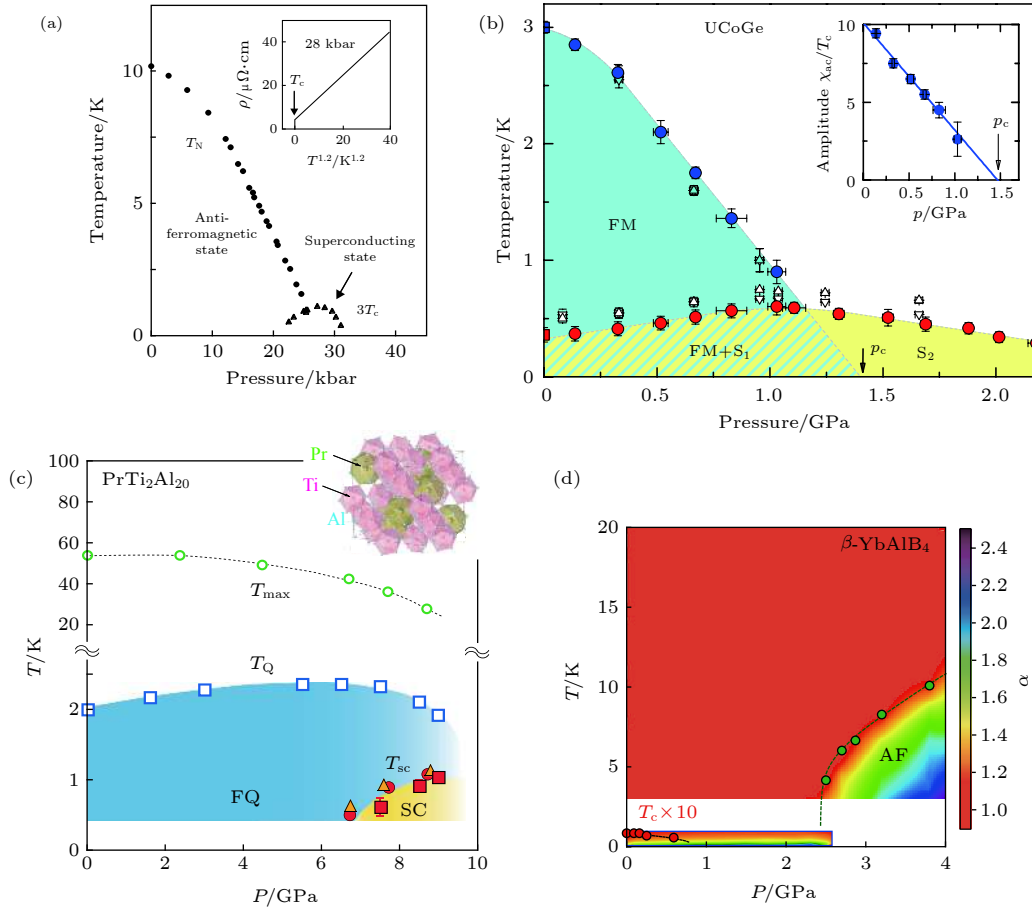 (a)
Temperature/K
10
5
0
0
10
20
30
40
Pressure/kbar
T_N
Anti-
ferromagnetic
state
Superconducting
state
3T_c
ρ/μΩ·cm
40
20
0
0
20
40
T^1.2/K^1.2
28 kbar
T_c
(b)
UCoGe
Temperature/K
3
2
1
0
0
0.5
1.0
1.5
2.0
Pressure/GPa
FM
FM+S_1
S_2
p_c
Amplitude χ_ac/T_c
10
5
0
0
0.5
1.0
1.5
p/GPa
p_c
(c)
PrTi_2Al_20
Pr
Ti
Al
T/K
100
80
60
40
20
2
1
0
T_max
T_Q
T_sc
FQ
SC
0
2
4
6
8
10
P/GPa
(d)
β-YbAlB_4
T/K
20
15
10
5
0
AF
T_c×10
0
1
2
3
4
P/GPa
2.4
2.2
2.0
1.8
1.6
1.4
1.2
1.0
α